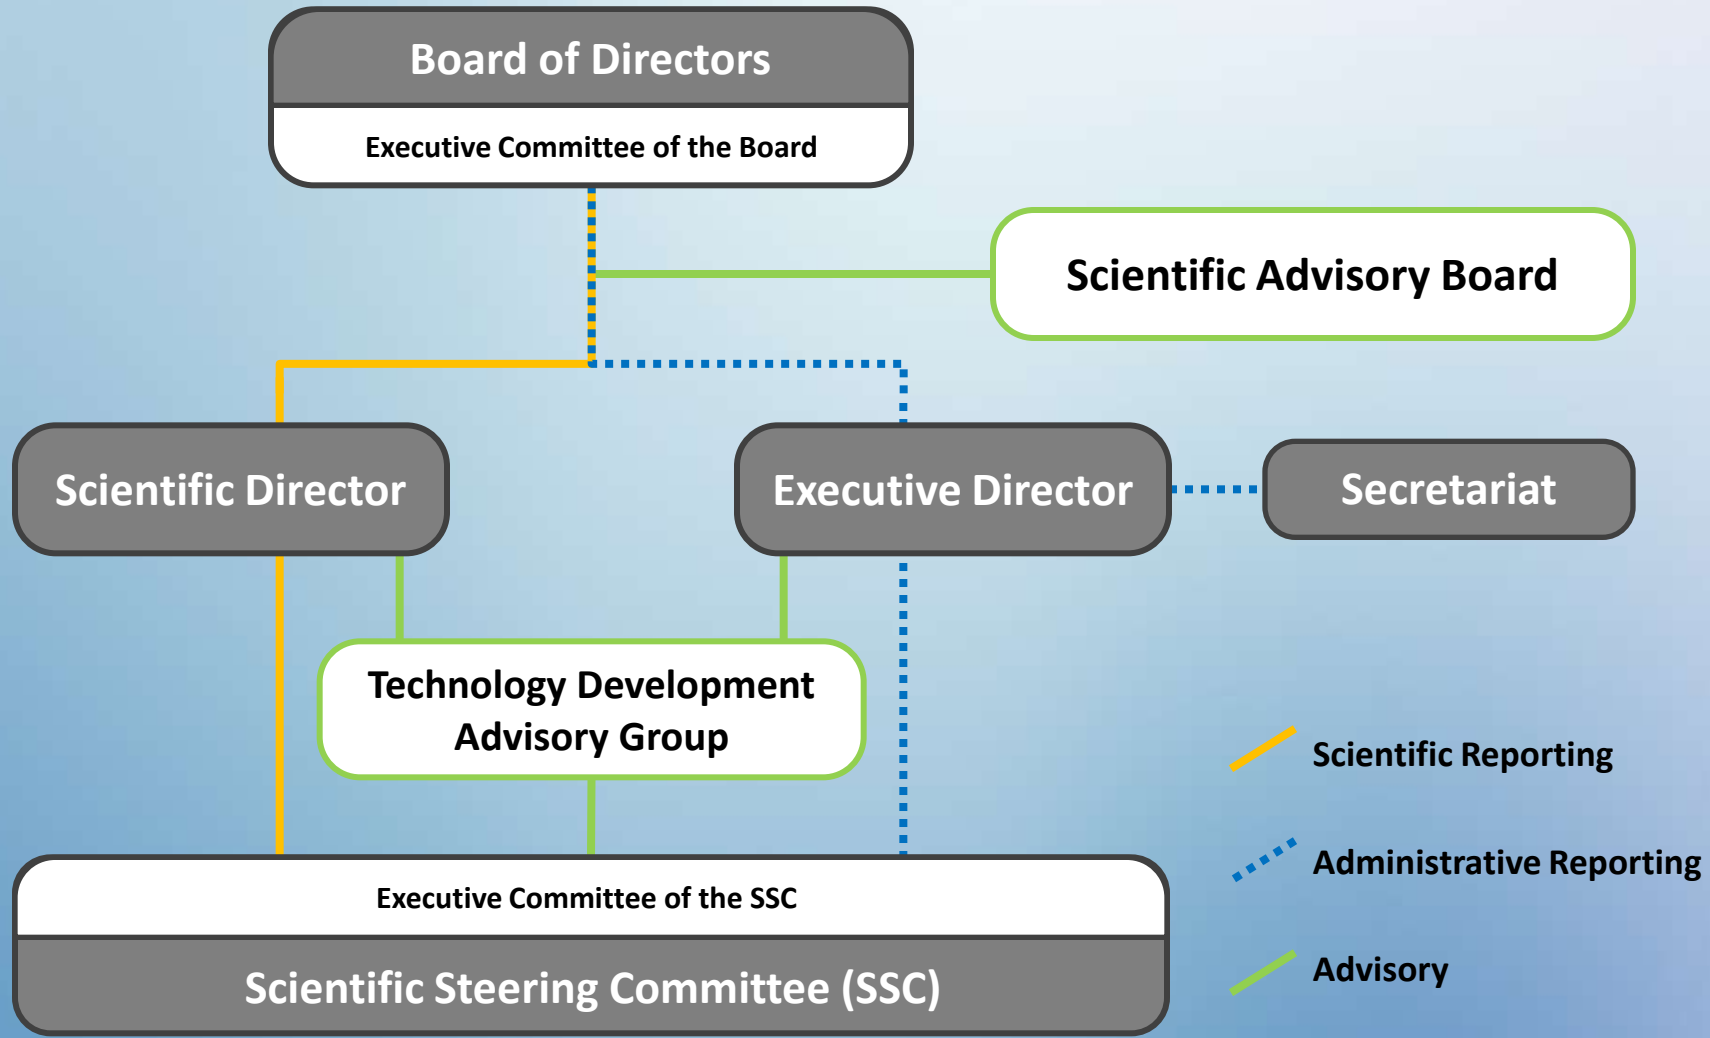 Board of Directors
Executive Committee of the Board
Scientific Advisory Board
Scientific Director
Executive Director
Secretariat
Technology Development
Advisory Group
Scientific Reporting
Administrative Reporting
Advisory
Executive Committee of the SSC
Scientific Steering Committee (SSC)